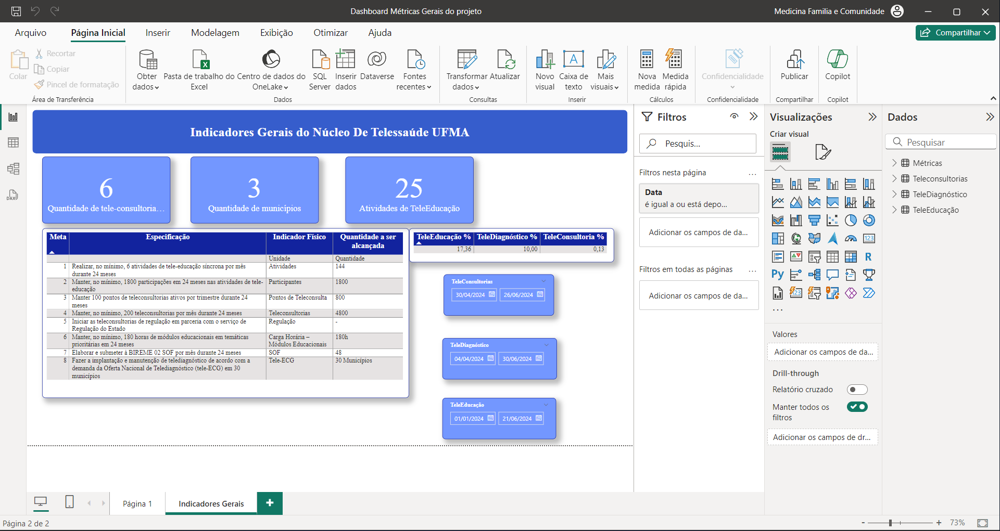 Dashboard Métricas Gerais do projeto
Medicina Familia e Comunidade
Arquivo
Página Inicial
Inserir
Modelagem
Exibição
Otimizar
Ajuda
Compartilhar
Colar
Recortar
Copiar
Pincel de formatação
Área de Transferência
Obter dados
Pasta de trabalho do Excel
Centro de dados do OneLake
SQL Server
Inserir dados
Dataverse
Fontes recentes
Dados
Transformar dados
Atualizar
Consultas
Novo visual
Caixa de texto
Mais visuais
Inserir
Nova medida
Medida rápida
Cálculos
Confidencialidade
Confidencialidade
Publicar
Compartilhar
Copilot
Copilot
DAX
Indicadores Gerais do Núcleo De Telessaúde UFMA
6
Quantidade de tele-consultoria...
3
Quantidade de municípios
25
Atividades de TeleEducação
Meta Especificação Indicador Físico Quantidade a ser alcançada
Unidade Quantidade
1 Realizar, no mínimo, 6 atividades de tele-educação síncrona por mês durante 24 meses Atividades 144
2 Manter, no mínimo, 1800 participações em 24 meses nas atividades de tele-educação Participantes 1800
3 Manter 100 pontos de teleconsultorias ativos por trimestre durante 24 meses Pontos de Teleconsulta 800
4 Manter, no mínimo, 200 teleconsultorias por mês durante 24 meses Teleconsultorias 4800
5 Iniciar as teleconsultorias de regulação em parceria com o serviço de Regulação do Estado Regulação -
6 Manter, no mínimo, 180 horas de módulos educacionais em temáticas prioritárias em 24 meses Carga Horária – Módulos Educacionais 180h
7 Elaborar e submeter à BIREME 02 SOF por mês durante 24 meses SOF 48
8 Fazer a implantação e manutenção de telediagnóstico de acordo com a demanda da Oferta Nacional de Telediagnóstico (tele-ECG) em 30 municípios Tele-ECG 30 Municípios
TeleEducação % TeleDiagnóstico % TeleConsultoria %
17,36 10,00 0,13
TeleConsultorias
30/04/2024 26/06/2024
TeleDiagnóstico
04/04/2024 30/06/2024
TeleEducação
01/01/2024 21/06/2024
Filtros
Pesquis...
Filtros nesta página ...
Data
é igual a ou está depo...
Adicionar os campos de da...
Filtros em todas as páginas ...
Adicionar os campos de da...
Visualizações
Criar visual
123
R
Py
123
...
Valores
Adicionar os campos de da...
Drill-through
Relatório cruzado
Manter todos os filtros
Adicionar os campos de dr...
Dados
Pesquisar
Métricas
Teleconsultorias
TeleDiagnóstico
TeleEducação
Página 1
Indicadores Gerais
+
Página 2 de 2
- + 73%